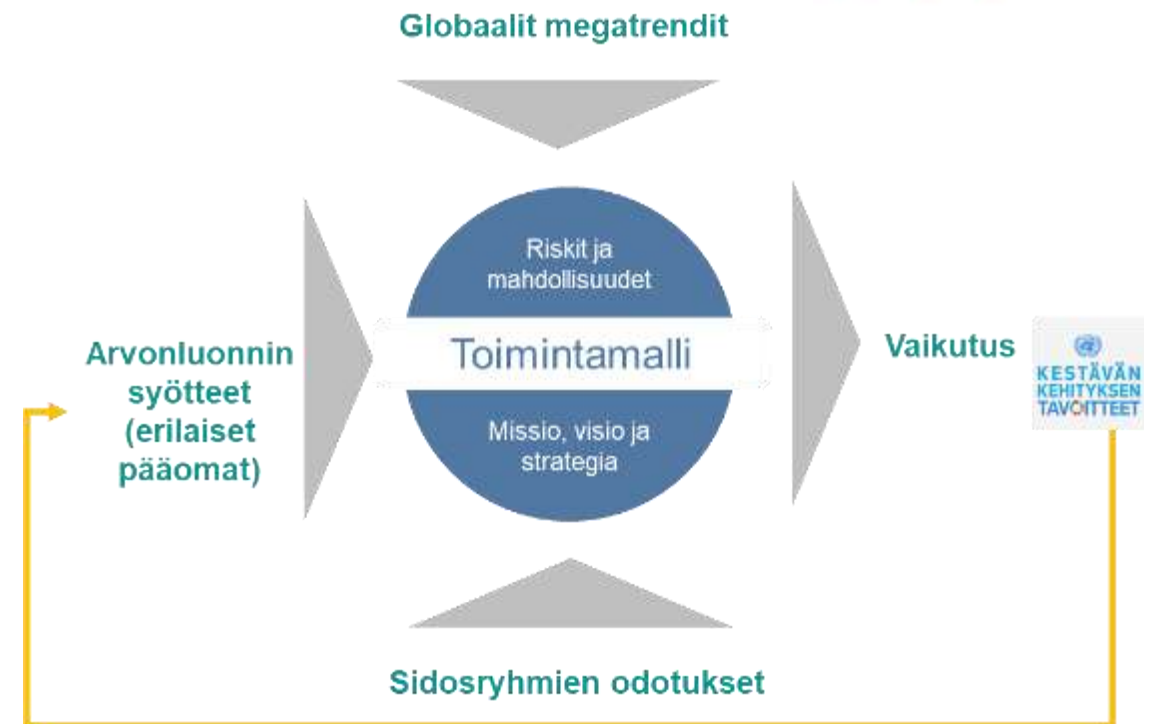 Globaalit megatrendit
Riskit ja
mahdollisuudet
Arvonluonnin
syötteet
(erilaiset
pääomat)
Toimintamalli
Missio, visio ja
strategia
Vaikutus
KESTÄVÄN
KEHITYKSEN
TAVOITTEET
Sidosryhmien odotukset